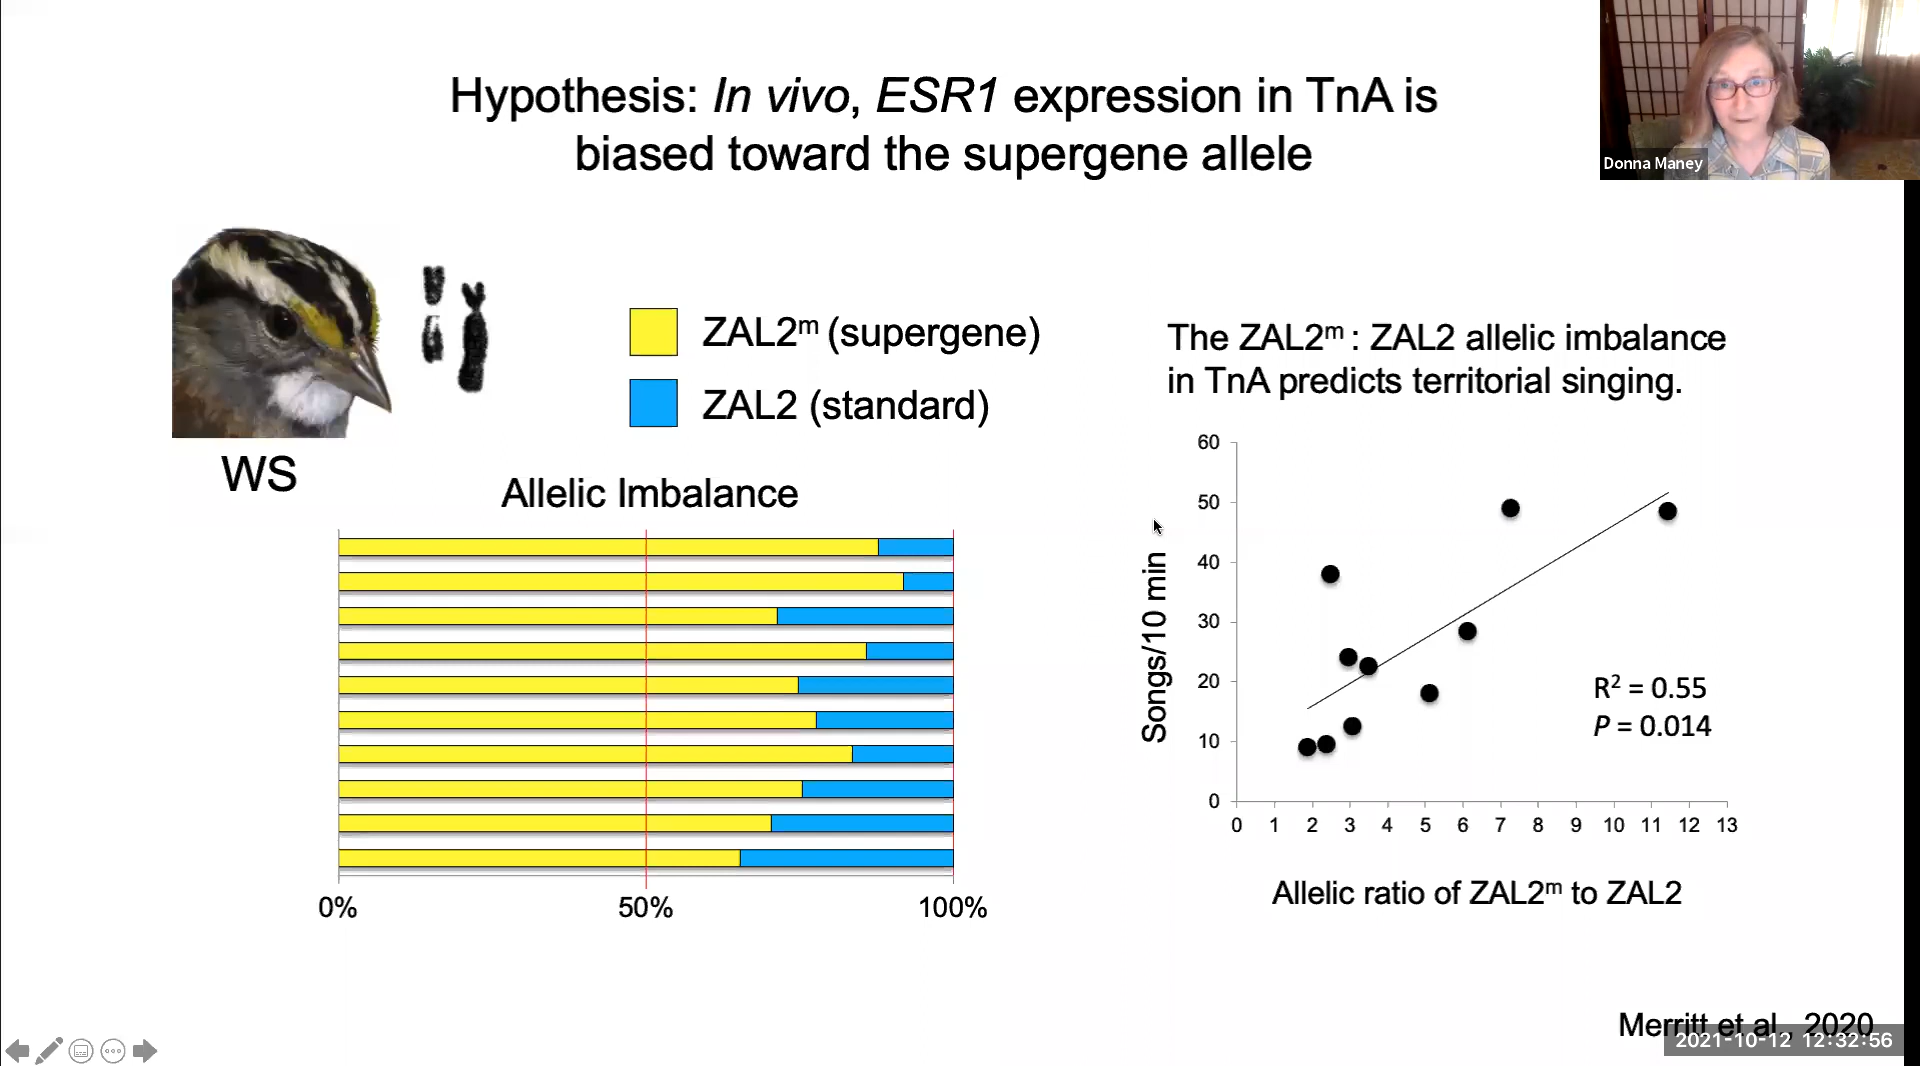 Hypothesis: In vivo, ESR1 expression in TnA is
biased toward the supergene allele
Donna Maney
WS
ZAL2ᵐ (supergene)
ZAL2 (standard)
Allelic Imbalance
0%
50%
100%
The ZAL2ᵐ : ZAL2 allelic imbalance
in TnA predicts territorial singing.
Songs/10 min
60
50
40
30
20
10
0
R² = 0.55
P = 0.014
0 1 2 3 4 5 6 7 8 9 10 11 12 13
Allelic ratio of ZAL2ᵐ to ZAL2
Merritt et al., 2020
2021-10-12 12:32:56